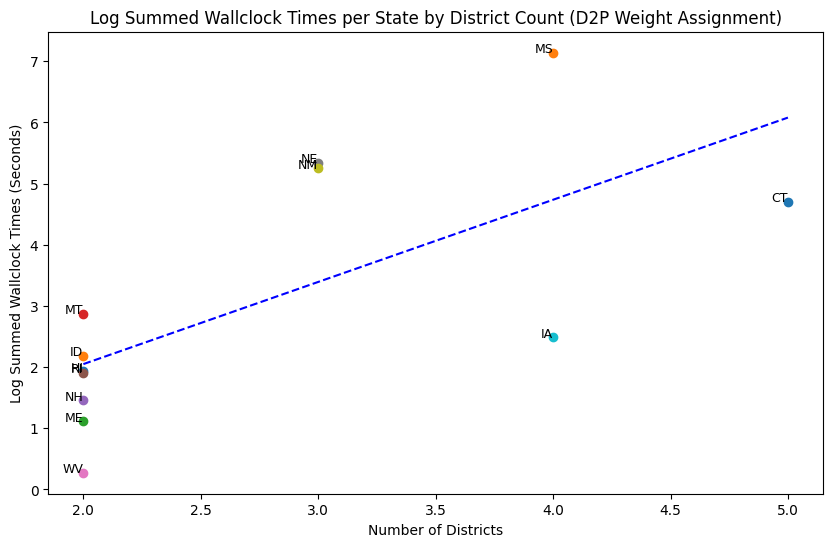 Log Summed Wallclock Times per State by District Count (D2P Weight Assignment)
Log Summed Wallclock Times (Seconds)
7
6
5
4
3
2
1
0
MS
NE
NM
CT
MT
IA
ID
RI
NH
ME
WV
2.0
2.5
3.0
3.5
4.0
4.5
5.0
Number of Districts